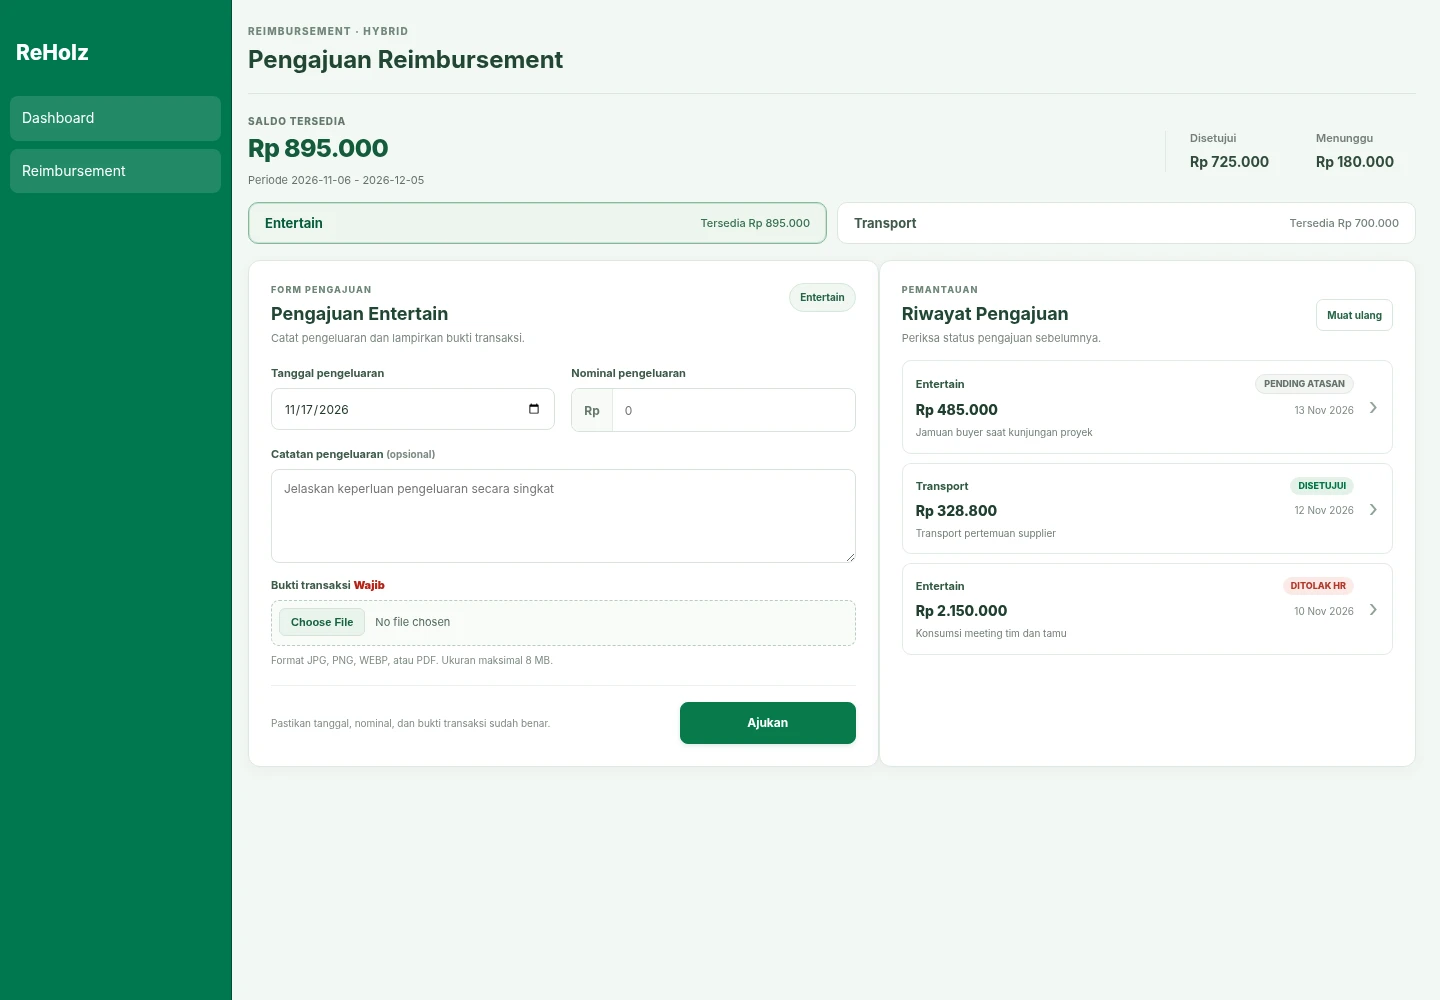 ReHolz
Dashboard
Reimbursement
REIMBURSEMENT · HYBRID
Pengajuan Reimbursement
SALDO TERSEDIA
Rp 895.000
Periode 2026-11-06 - 2026-12-05
Disetujui
Rp 725.000
Menunggu
Rp 180.000
Entertain
Tersedia Rp 895.000
Transport
Tersedia Rp 700.000
FORM PENGAJUAN
Pengajuan Entertain
Catat pengeluaran dan lampirkan bukti transaksi.
Entertain
Tanggal pengeluaran
11/17/2026
Nominal pengeluaran
Rp 0
Catatan pengeluaran (opsional)
Jelaskan keperluan pengeluaran secara singkat
Bukti transaksi Wajib
Choose File No file chosen
Format JPG, PNG, WEBP, atau PDF. Ukuran maksimal 8 MB.
Pastikan tanggal, nominal, dan bukti transaksi sudah benar.
Ajukan
PEMANTAUAN
Riwayat Pengajuan
Periksa status pengajuan sebelumnya.
Muat ulang
Entertain
PENDING ATASAN
Rp 485.000
13 Nov 2026
Jamuan buyer saat kunjungan proyek
Transport
DISETUJUI
Rp 328.800
12 Nov 2026
Transport pertemuan supplier
Entertain
DITOLAK HR
Rp 2.150.000
10 Nov 2026
Konsumsi meeting tim dan tamu